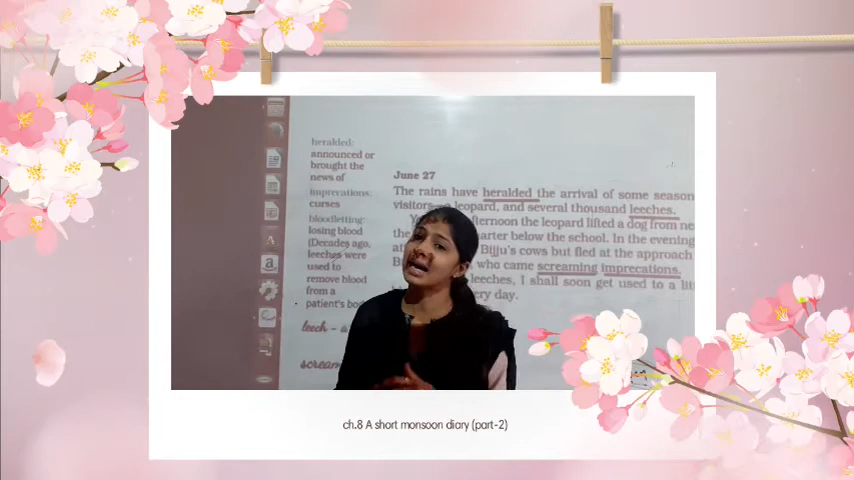 heralded:
announced or
brought the
news of
imprecations:
curses
bloodletting:
losing blood
(Decades ago,
leeches were
used to
remove blood
from a
patient's
leech -
June 27
The rains have heralded the arrival of some season
visitors leopard, and several thousand leeches.
the leopard lifted a dog from
below the school. In the evening
Bijju's cows but fled at the approach
who came screaming imprecations.
leeches, I shall soon get used to a
day.
ch.8 A short monsoon diary (part-2)